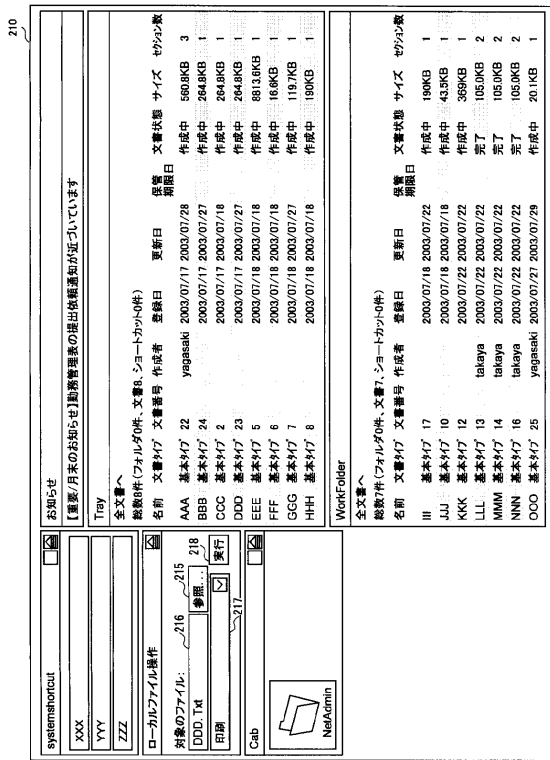 210
systemshortcut
XXX
YYY
ZZZ
ローカルファイル操作
対象のファイル:
216
215
DDD. Txt
参照...
218
印刷
実行
217
Cab
NetAdmin
お知らせ
【重要/月末のお知らせ】勤務管理表の提出依頼通知が近づいています
Tray
全文書へ
総数8件(フォルダ0件、文書8、ショートカット0件)
名前 文書タイプ 文書番号 作成者 登録日 更新日 保管期限日 文書状態 サイズ セクション数
AAA 基本タイプ 22 yagasaki 2003/07/17 2003/07/28 作成中 560.8KB 3
BBB 基本タイプ 24 2003/07/17 2003/07/27 作成中 264.8KB 1
CCC 基本タイプ 2 2003/07/17 2003/07/18 作成中 264.8KB 1
DDD 基本タイプ 23 2003/07/17 2003/07/27 作成中 264.8KB 1
EEE 基本タイプ 5 2003/07/18 2003/07/18 作成中 8813.6KB 1
FFF 基本タイプ 6 2003/07/18 2003/07/18 作成中 16.6KB 1
GGG 基本タイプ 7 2003/07/18 2003/07/27 作成中 119.7KB 1
HHH 基本タイプ 8 2003/07/18 2003/07/18 作成中 190KB 1
WorkFolder
全文書へ
総数7件(フォルダ0件、文書7、ショートカット0件)
名前 文書タイプ 文書番号 作成者 登録日 更新日 保管期限日 文書状態 サイズ セクション数
III 基本タイプ 17 2003/07/18 2003/07/22 作成中 190KB 1
JJJ 基本タイプ 10 2003/07/18 2003/07/18 作成中 43.5KB 1
KKK 基本タイプ 12 2003/07/22 2003/07/22 作成中 369KB 1
LLL 基本タイプ 13 takaya 2003/07/22 2003/07/22 完了 105.0KB 2
MMM 基本タイプ 14 takaya 2003/07/22 2003/07/22 完了 105.0KB 2
NNN 基本タイプ 16 takaya 2003/07/22 2003/07/22 完了 105.0KB 2
OOO 基本タイプ 25 yagasaki 2003/07/27 2003/07/29 作成中 20.1KB 1